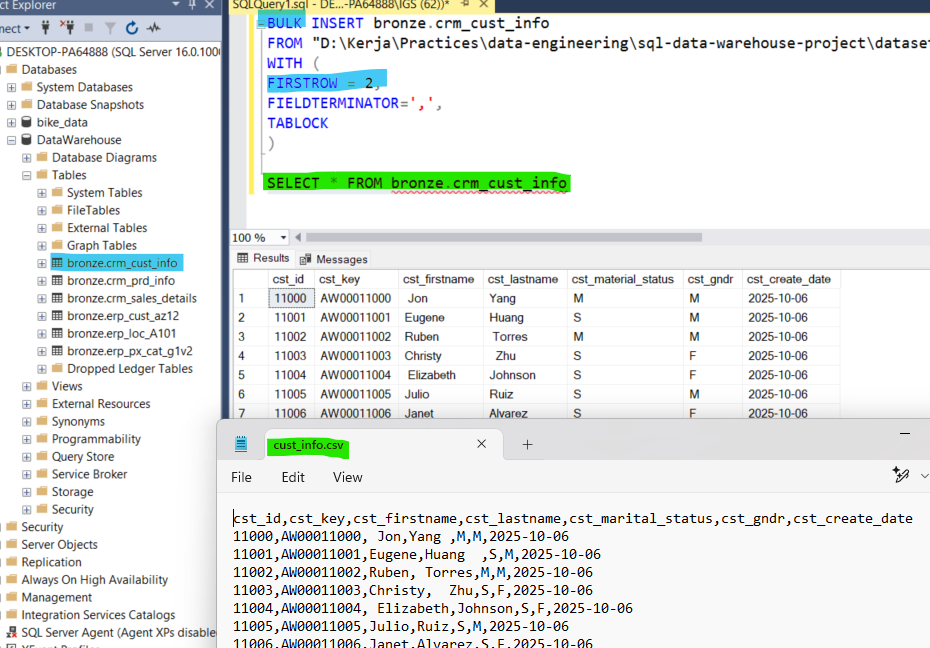 ct Explorer
nect
DESKTOP-PA64888 (SQL Server 16.0.1000
Databases
System Databases
Database Snapshots
bike_data
DataWarehouse
Database Diagrams
Tables
System Tables
FileTables
External Tables
Graph Tables
bronze.crm_cust_info
bronze.crm_prd_info
bronze.crm_sales_details
bronze.erp_cust_az12
bronze.erp_loc_A101
bronze.erp_px_cat_g1v2
Dropped Ledger Tables
Views
External Resources
Synonyms
Programmability
Query Store
Service Broker
Storage
Security
Security
Server Objects
Replication
Always On High Availability
Management
Integration Services Catalogs
SQL Server Agent (Agent XPs disable
XEvent Profiler
SQLQuery1.sql - DE...-PA64888\IGS (62))*
BULK INSERT bronze.crm_cust_info
FROM "D:\Kerja\Practices\data-engineering\sql-data-warehouse-project\dataset
WITH (
FIRSTROW = 2,
FIELDTERMINATOR=',',
TABLOCK
)
SELECT * FROM bronze.crm_cust_info
100 %
Results Messages
cst_id cst_key cst_firstname cst_lastname cst_material_status cst_gndr cst_create_date
1 11000 AW00011000 Jon Yang M M 2025-10-06
2 11001 AW00011001 Eugene Huang S M 2025-10-06
3 11002 AW00011002 Ruben Torres M M 2025-10-06
4 11003 AW00011003 Christy Zhu S F 2025-10-06
5 11004 AW00011004 Elizabeth Johnson S F 2025-10-06
6 11005 AW00011005 Julio Ruiz S M 2025-10-06
7 11006 AW00011006 Janet Alvarez S F 2025-10-06
cust_info.csv
File Edit View
cst_id,cst_key,cst_firstname,cst_lastname,cst_marital_status,cst_gndr,cst_create_date
11000,AW00011000, Jon,Yang ,M,M,2025-10-06
11001,AW00011001,Eugene,Huang  ,S,M,2025-10-06
11002,AW00011002,Ruben, Torres,M,M,2025-10-06
11003,AW00011003,Christy,  Zhu,S,F,2025-10-06
11004,AW00011004, Elizabeth,Johnson,S,F,2025-10-06
11005,AW00011005,Julio,Ruiz,S,M,2025-10-06
11006,AW00011006,Janet,Alvarez,S,F,2025-10-06